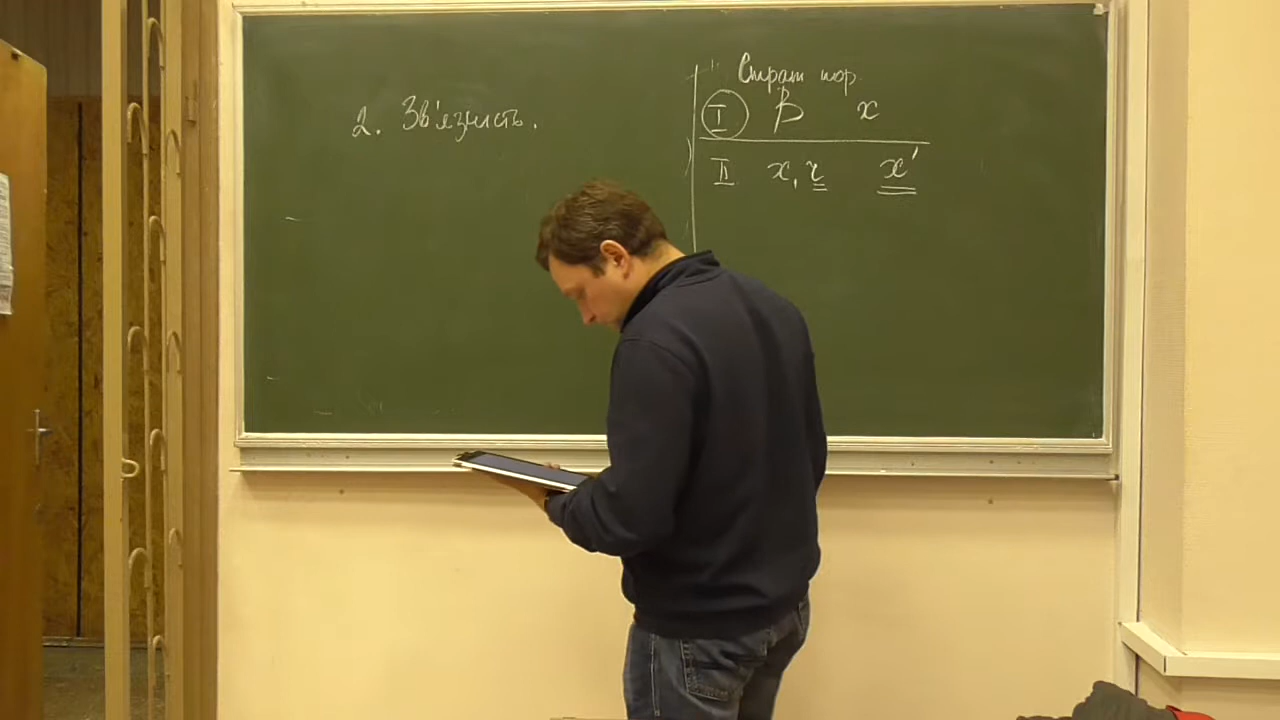 2. Зв'язність.
Страт пор.
I β x
II x, r x'